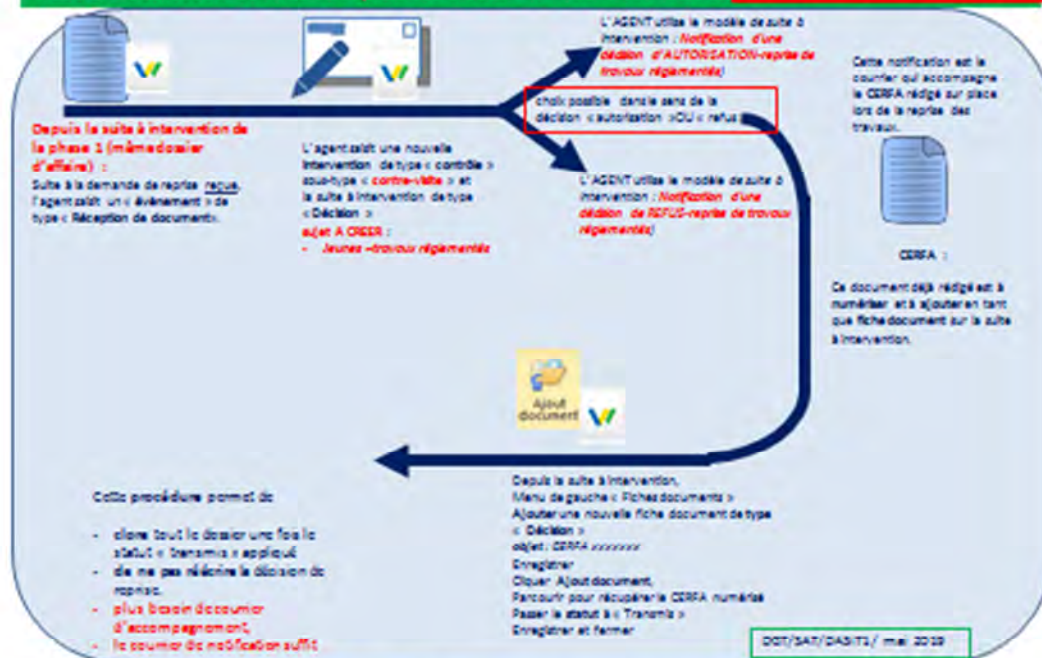 Depuis la suite à intervention de
la phase 1 (même dossier
d'affaire) :
Suite à la demande de reprise reçue,
l'agent saisit un « évènement » de
type « Réception de document».
L'agent saisit une nouvelle
intervention de type « contrôle »
sous-type « contre-visite » et
la suite à intervention de type
« Décision »
sujet A CREER :
- Jeunes –travaux réglementés
L'AGENT utilise le modèle de suite à
intervention : Notification d'une
décision d'AUTORISATION-reprise de
travaux réglementés)
choix possible dans le sens de la
décision « autorisation »OU « refus
L'AGENT utilise le modèle de suite à
intervention : Notification d'une
décision de REFUS-reprise de travaux
réglementés)
Cette notification est le
courrier qui accompagne
le CERFA rédigé sur place
lors de la reprise des
travaux.
CERFA :
Ce document déjà rédigé est à
numériser et à ajouter en tant
que fiche document sur la suite
à intervention.
Ajout
document
Depuis la suite à intervention,
Menu de gauche « Fiches documents »
Ajouter une nouvelle fiche document de type
« Décision »
objet : CERFA xxxxxxx
Enregistrer
Cliquer Ajout document,
Parcourir pour récupérer le CERFA numérisé
Passer le statut à « Transmis »
Enregistrer et fermer
Cette procédure permet de
- clore tout le dossier une fois le
statut « transmis » appliqué
- de ne pas réécrire la décision de
reprise.
- plus besoin de courrier
d'accompagnement,
- le courrier de notification suffit
DGT/SAT/DASIT1/ mai 2019